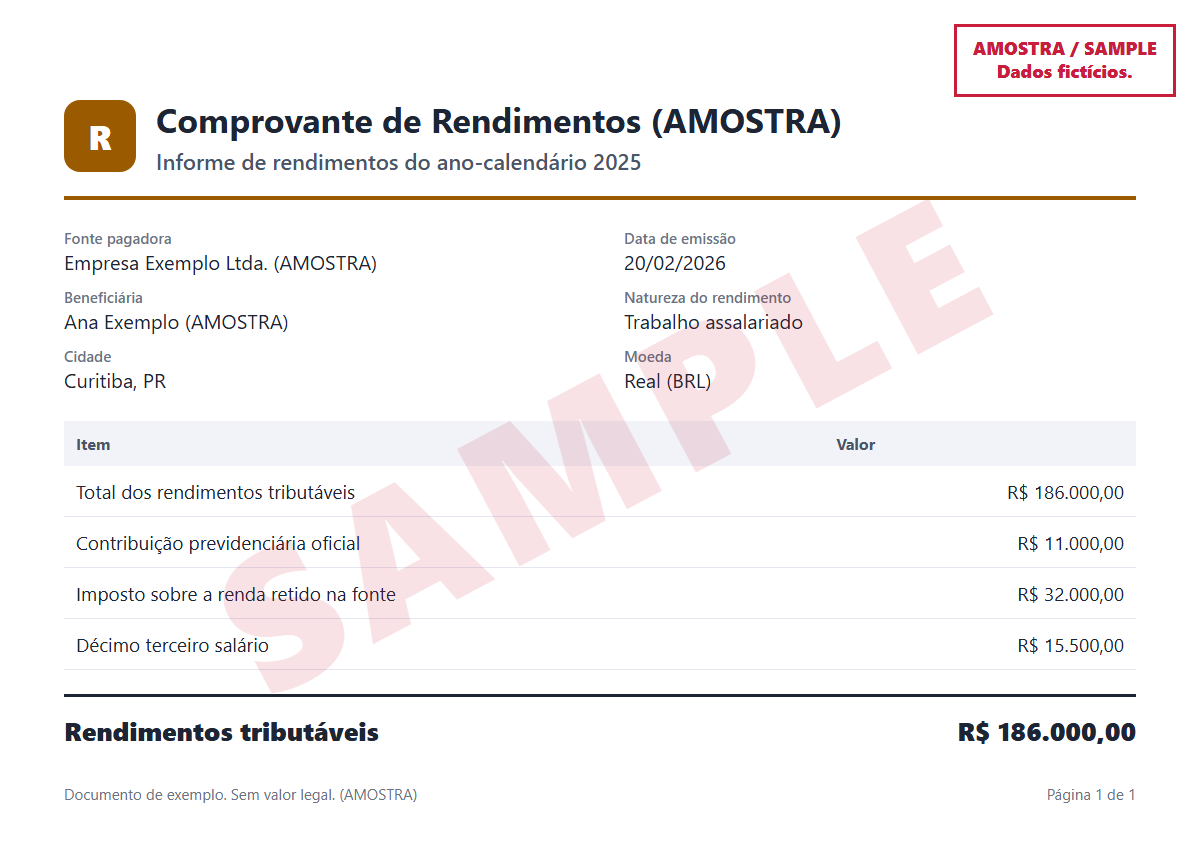 AMOSTRA / SAMPLE
Dados fictícios.
R
Comprovante de Rendimentos (AMOSTRA)
Informe de rendimentos do ano-calendário 2025
Fonte pagadora
Empresa Exemplo Ltda. (AMOSTRA)
Data de emissão
20/02/2026
Beneficiária
Ana Exemplo (AMOSTRA)
Natureza do rendimento
Trabalho assalariado
Cidade
Curitiba, PR
Moeda
Real (BRL)
Item Valor
Total dos rendimentos tributáveis R$ 186.000,00
Contribuição previdenciária oficial R$ 11.000,00
Imposto sobre a renda retido na fonte R$ 32.000,00
Décimo terceiro salário R$ 15.500,00
Rendimentos tributáveis R$ 186.000,00
Documento de exemplo. Sem valor legal. (AMOSTRA) Página 1 de 1
SAMPLE